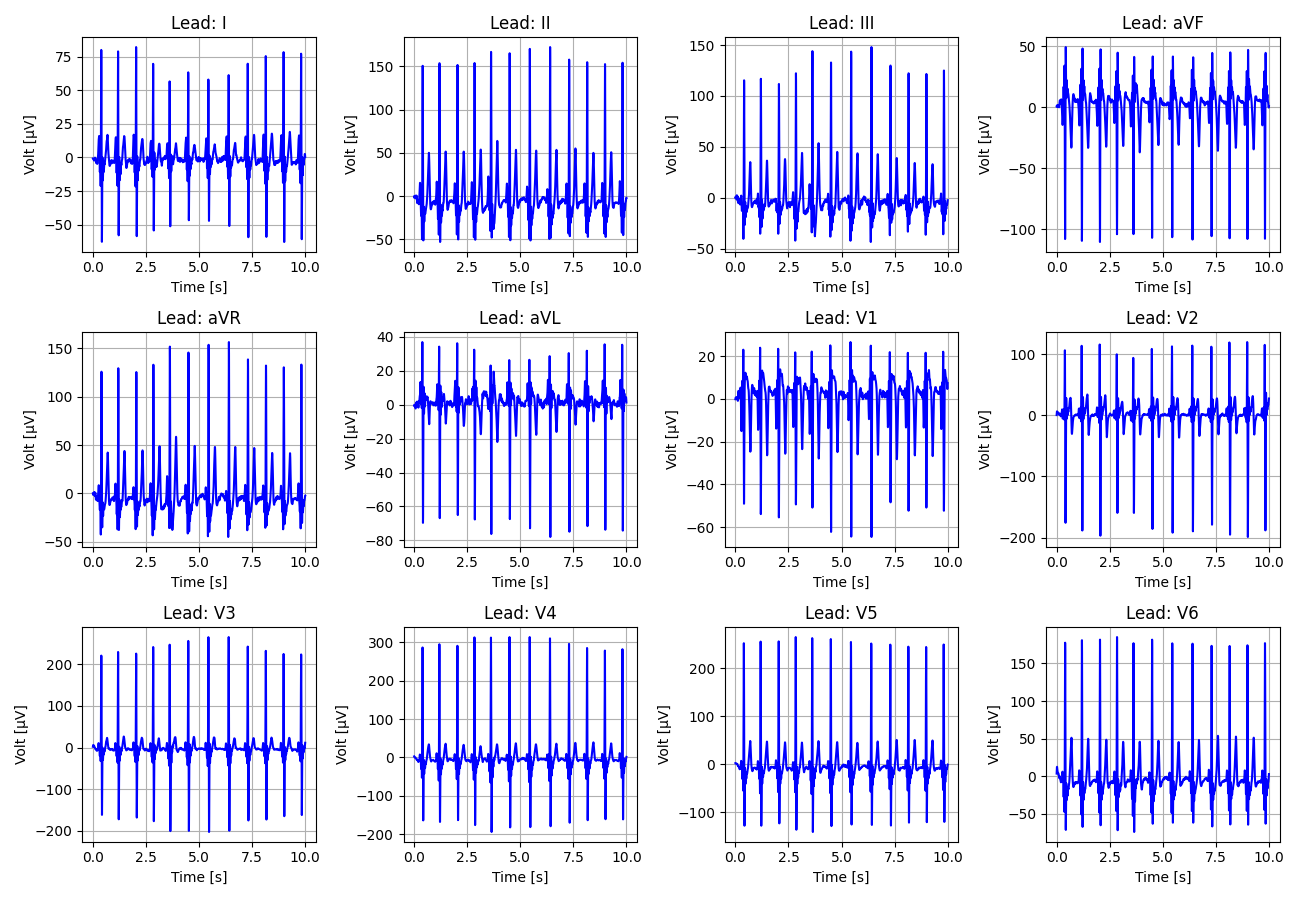 Lead: I
Lead: II
Lead: III
Lead: aVF
Volt [µV]
75
50
25
0
−25
−50
0.0 2.5 5.0 7.5 10.0
Time [s]
Volt [µV]
150
100
50
0
−50
0.0 2.5 5.0 7.5 10.0
Time [s]
Volt [µV]
150
100
50
0
−50
0.0 2.5 5.0 7.5 10.0
Time [s]
Volt [µV]
50
0
−50
−100
0.0 2.5 5.0 7.5 10.0
Time [s]
Lead: aVR
Lead: aVL
Lead: V1
Lead: V2
Volt [µV]
150
100
50
0
−50
0.0 2.5 5.0 7.5 10.0
Time [s]
Volt [µV]
40
20
0
−20
−40
−60
−80
0.0 2.5 5.0 7.5 10.0
Time [s]
Volt [µV]
20
0
−20
−40
−60
0.0 2.5 5.0 7.5 10.0
Time [s]
Volt [µV]
100
0
−100
−200
0.0 2.5 5.0 7.5 10.0
Time [s]
Lead: V3
Lead: V4
Lead: V5
Lead: V6
Volt [µV]
200
100
0
−100
−200
0.0 2.5 5.0 7.5 10.0
Time [s]
Volt [µV]
300
200
100
0
−100
−200
0.0 2.5 5.0 7.5 10.0
Time [s]
Volt [µV]
200
100
0
−100
0.0 2.5 5.0 7.5 10.0
Time [s]
Volt [µV]
150
100
50
0
−50
0.0 2.5 5.0 7.5 10.0
Time [s]